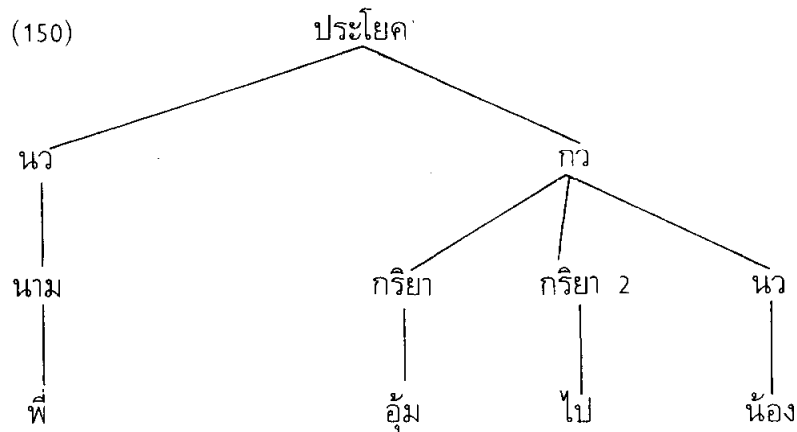 (150) ประโยค
นว กว
นาม กริยา กริยา 2 นว
พี่ อุ้ม ไป น้อง